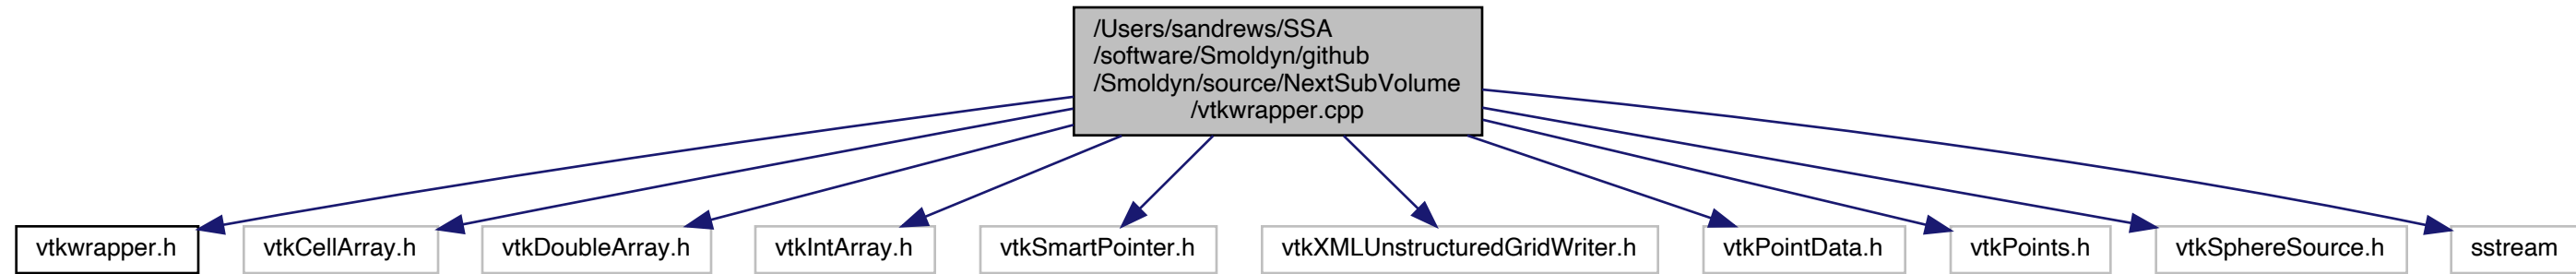 /Users/sandrews/SSA
/software/Smoldyn/github
/Smoldyn/source/NextSubVolume
/vtkwrapper.cpp
vtkwrapper.h
vtkCellArray.h
vtkDoubleArray.h
vtkIntArray.h
vtkSmartPointer.h
vtkXMLUnstructuredGridWriter.h
vtkPointData.h
vtkPoints.h
vtkSphereSource.h
sstream